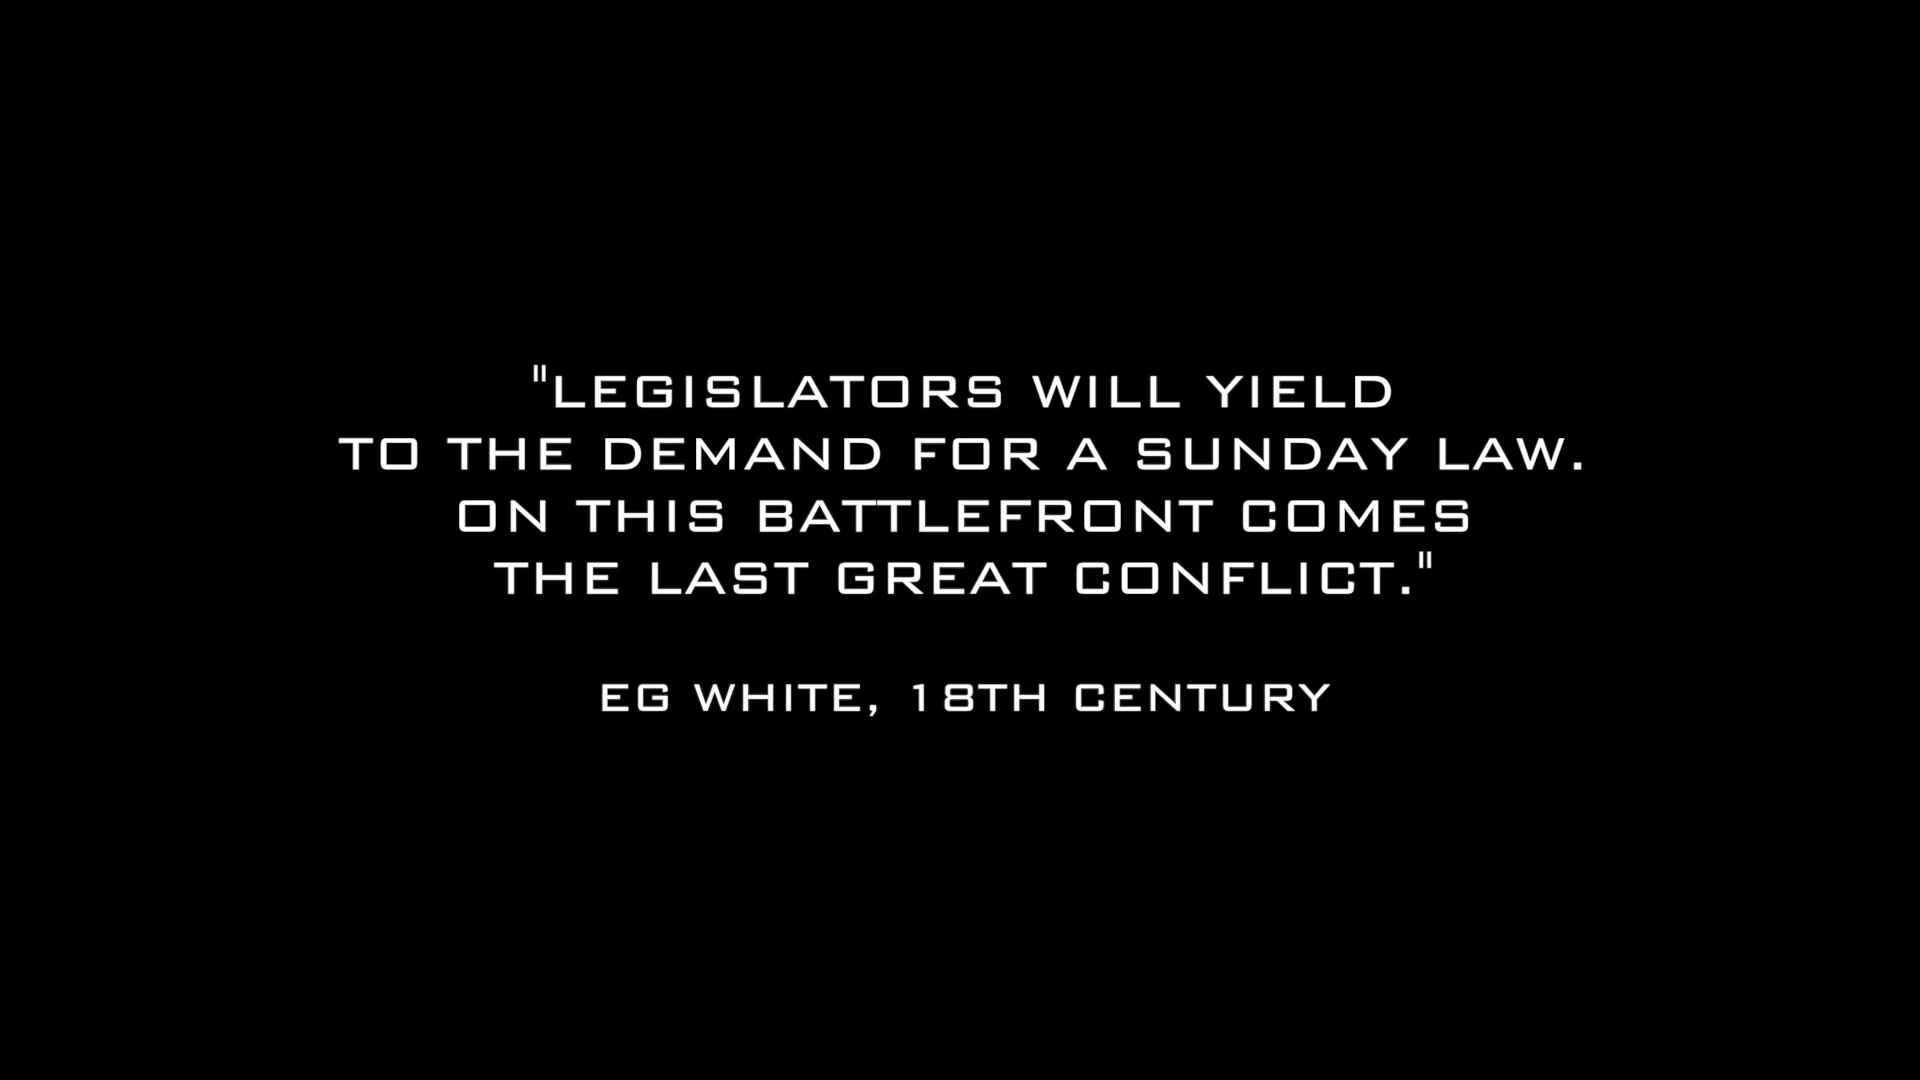 "LEGISLATORS WILL YIELD
TO THE DEMAND FOR A SUNDAY LAW.
ON THIS BATTLEFRONT COMES
THE LAST GREAT CONFLICT."
EG WHITE, 18TH CENTURY